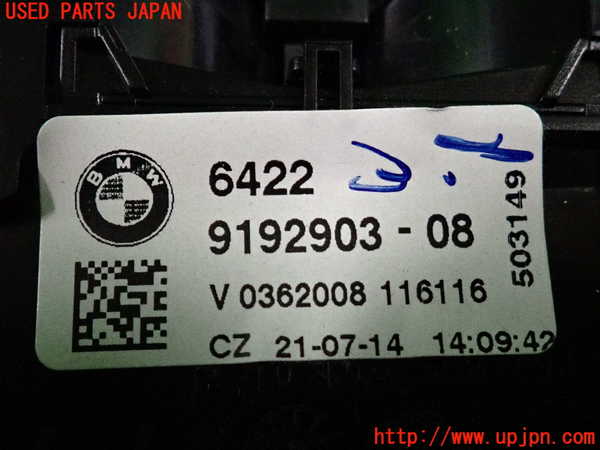 USED PARTS JAPAN
BMW
6422
9192903 - 08
V 0362008 116116
CZ 21-07-14 14:09:42
503149
http://www.upjpn.com/